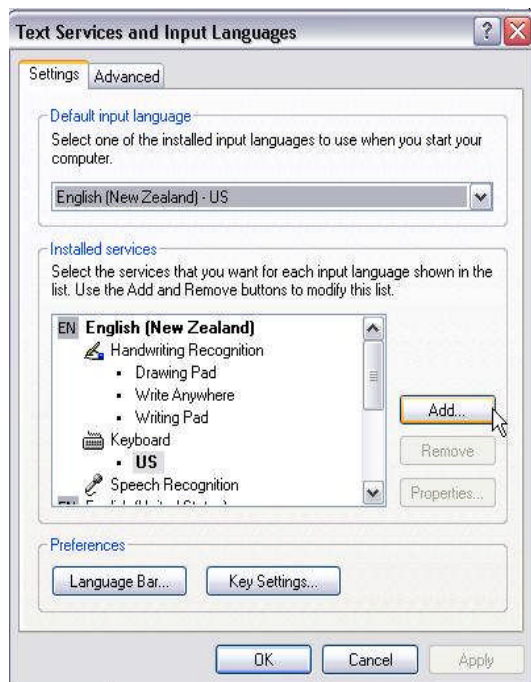 Text Services and Input Languages
Settings Advanced
Default input language
Select one of the installed input languages to use when you start your
computer.
English (New Zealand) - US
Installed services
Select the services that you want for each input language shown in the
list. Use the Add and Remove buttons to modify this list.
EN English (New Zealand)
Handwriting Recognition
Drawing Pad
Write Anywhere
Writing Pad
Keyboard
US
Speech Recognition
Add...
Remove
Properties...
Preferences
Language Bar...
Key Settings...
OK
Cancel
Apply